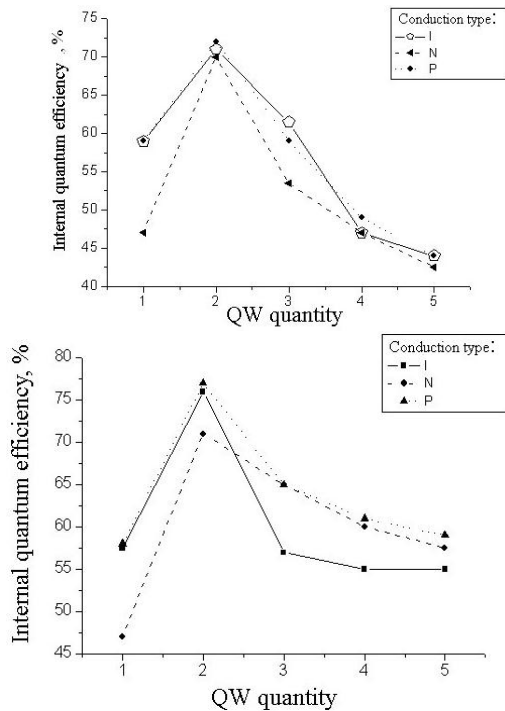 Conduction type:
I
N
P
Internal quantum efficiency , %
75
70
65
60
55
50
45
40
1 2 3 4 5
QW quantity
Conduction type:
I
N
P
Internal quantum efficiency, %
80
75
70
65
60
55
50
45
1 2 3 4 5
QW quantity